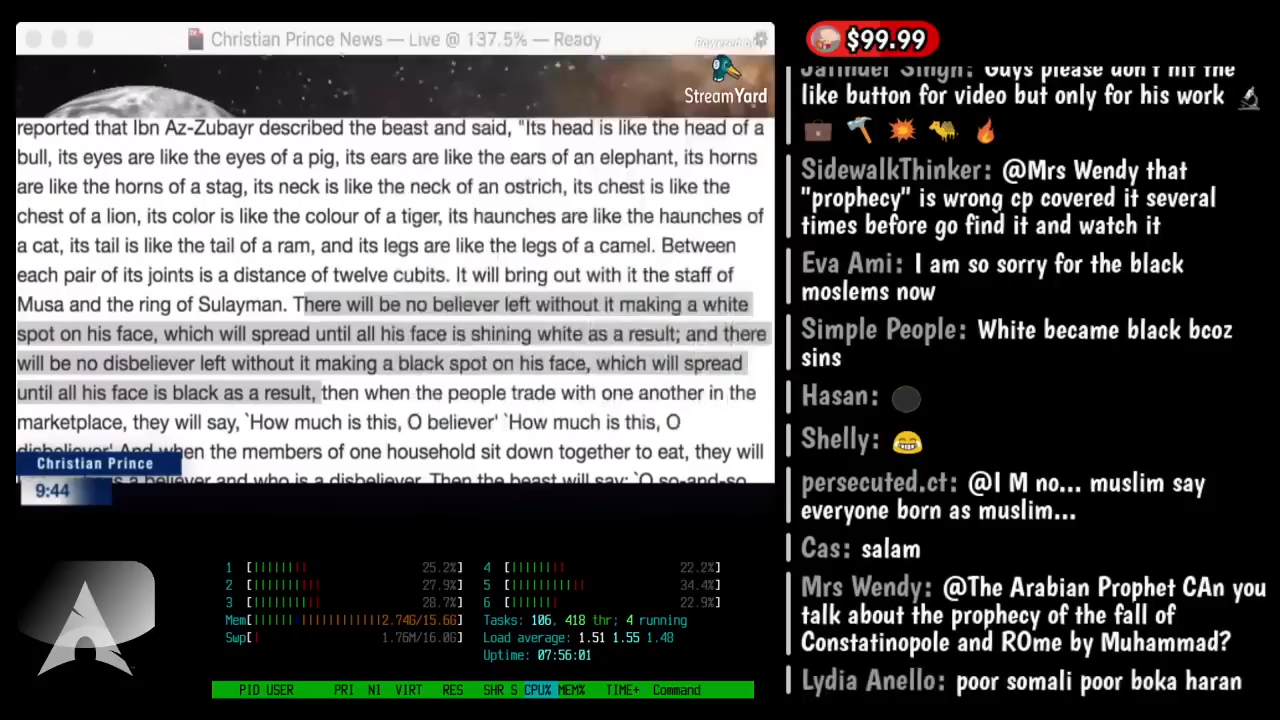 Christian Prince News — Live @ 137.5% — Ready
Powered by
StreamYard
reported that Ibn Az-Zubayr described the beast and said, "Its head is like the head of a
bull, its eyes are like the eyes of a pig, its ears are like the ears of an elephant, its horns
are like the horns of a stag, its neck is like the neck of an ostrich, its chest is like the
chest of a lion, its color is like the colour of a tiger, its haunches are like the haunches of
a cat, its tail is like the tail of a ram, and its legs are like the legs of a camel. Between
each pair of its joints is a distance of twelve cubits. It will bring out with it the staff of
Musa and the ring of Sulayman. There will be no believer left without it making a white
spot on his face, which will spread until all his face is shining white as a result; and there
will be no disbeliever left without it making a black spot on his face, which will spread
until all his face is black as a result, then when the people trade with one another in the
marketplace, they will say, `How much is this, O believer' `How much is this, O
disbeliever' And when the members of one household sit down together to eat, they will
is a believer and who is a disbeliever. Then the beast will say: `O so-and-so
Christian Prince
9:44
1 [ 25.2%] 4 [ 22.2%]
2 [ 27.9%] 5 [ 34.4%]
3 [ 28.7%] 6 [ 22.9%]
Mem[ 2.74G/15.6G] Tasks: 106, 418 thr; 4 running
Swp[ 1.76M/16.0G] Load average: 1.51 1.55 1.48
Uptime: 07:56:01
PID USER PRI NI VIRT RES SHR S CPU% MEM% TIME+ Command
$99.99
Jatinder Singh: Guys please don't hit the
like button for video but only for his work
SidewalkThinker: @Mrs Wendy that
"prophecy" is wrong cp covered it several
times before go find it and watch it
Eva Ami: I am so sorry for the black
moslems now
Simple People: White became black bcoz
sins
Hasan:
Shelly:
persecuted.ct: @I M no... muslim say
everyone born as muslim...
Cas: salam
Mrs Wendy: @The Arabian Prophet CAn you
talk about the prophecy of the fall of
Constatinopole and ROme by Muhammad?
Lydia Anello: poor somali poor boka haran